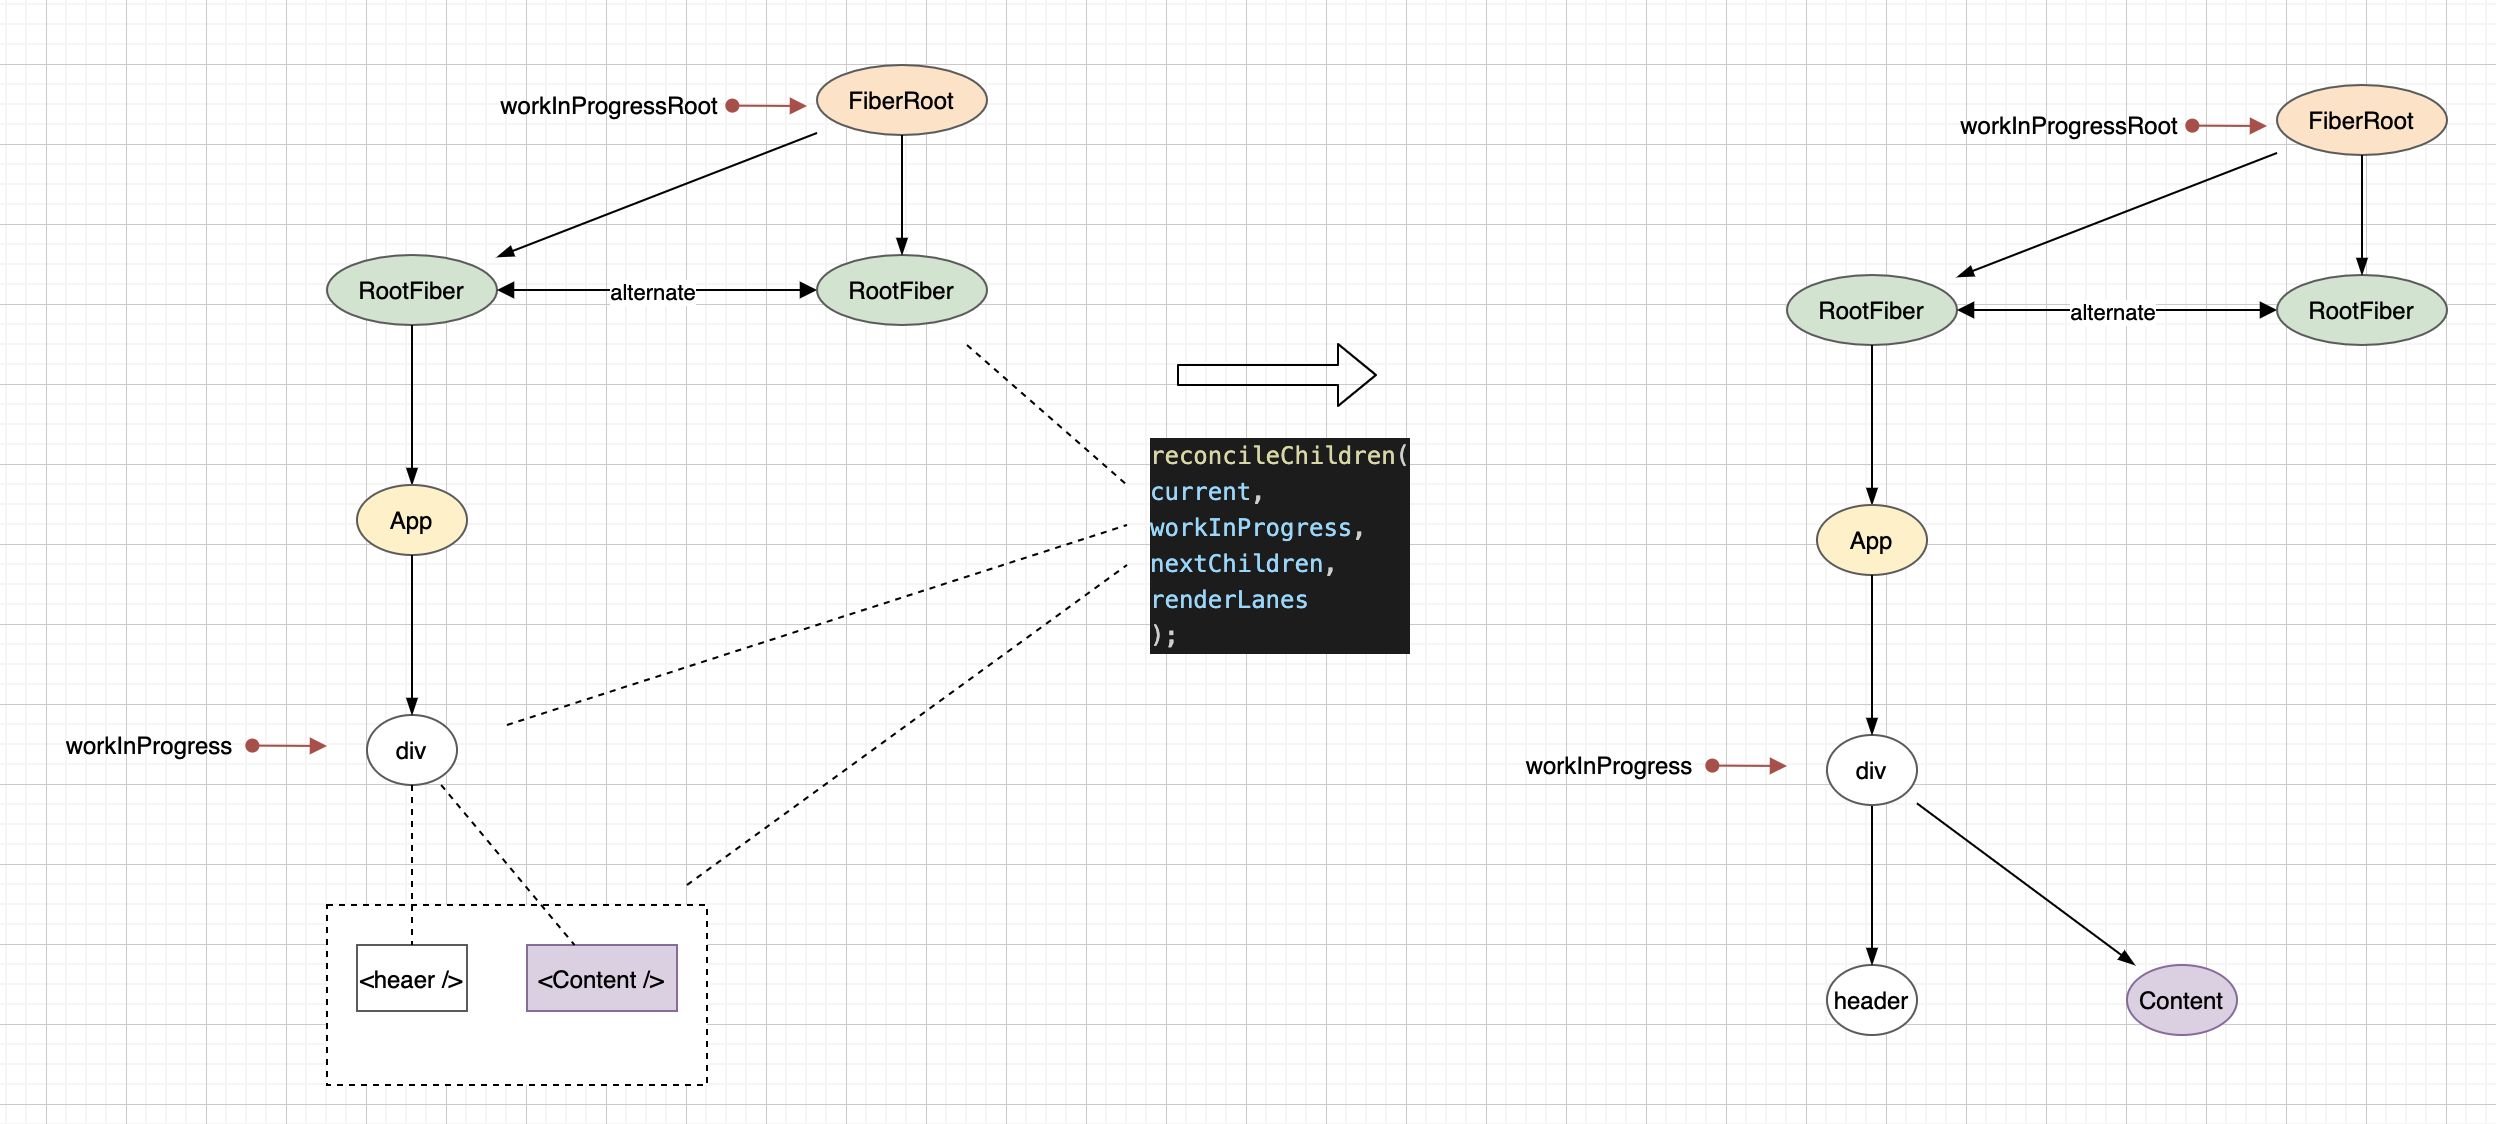 workInProgressRoot
FiberRoot
RootFiber
alternate
RootFiber
App
workInProgress
div
<heaer />
<Content />
reconcileChildren(
current,
workInProgress,
nextChildren,
renderLanes
);
workInProgressRoot
FiberRoot
RootFiber
alternate
RootFiber
App
workInProgress
div
header
Content